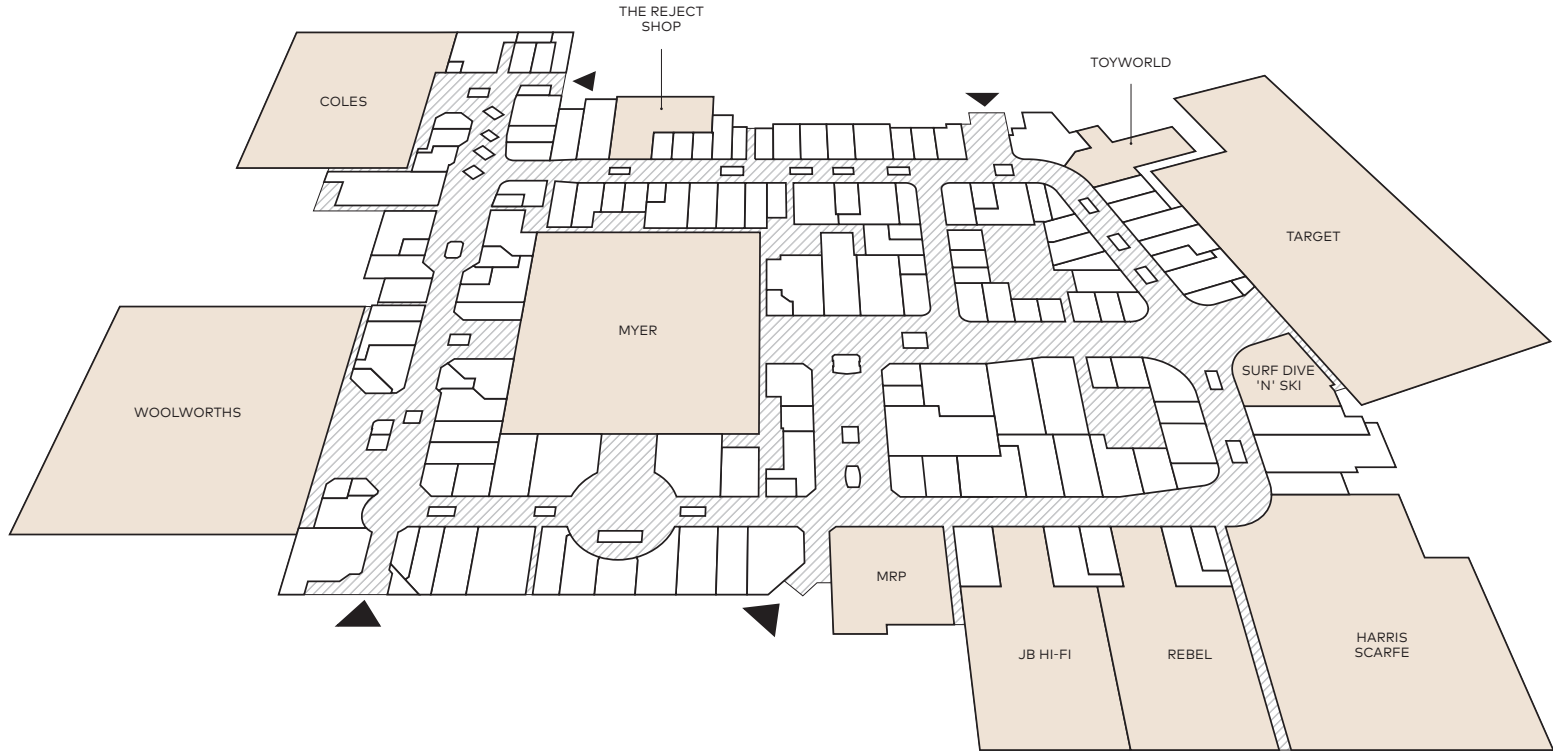 THE REJECT
SHOP
TOYWORLD
COLES
TARGET
MYER
SURF DIVE
'N' SKI
WOOLWORTHS
MRP
JB HI-FI
REBEL
HARRIS
SCARFE